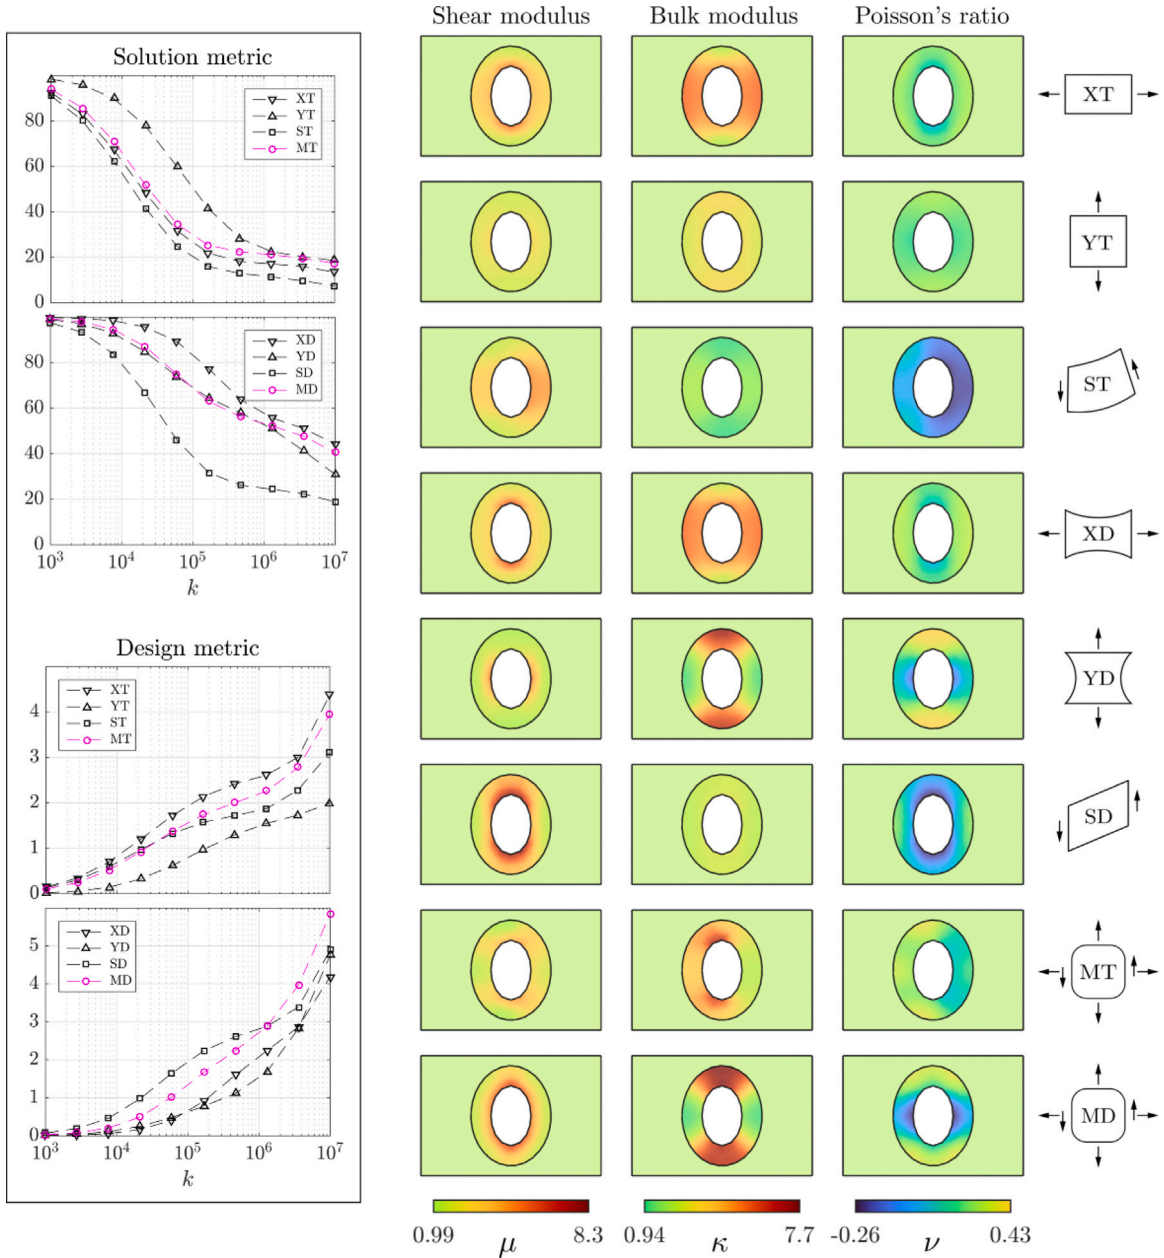 Shear modulus Bulk modulus Poisson's ratio
Solution metric
80
60
40
20
0
XT
YT
ST
MT
80
60
40
20
0
XD
YD
SD
MD
10³ 10⁴ 10⁵ 10⁶ 10⁷
k
Design metric
4
3
2
1
0
XT
YT
ST
MT
5
4
3
2
1
0
XD
YD
SD
MD
10³ 10⁴ 10⁵ 10⁶ 10⁷
k
XT
YT
ST
XD
YD
SD
MT
MD
0.99 μ 8.3
0.94 κ 7.7
-0.26 ν 0.43